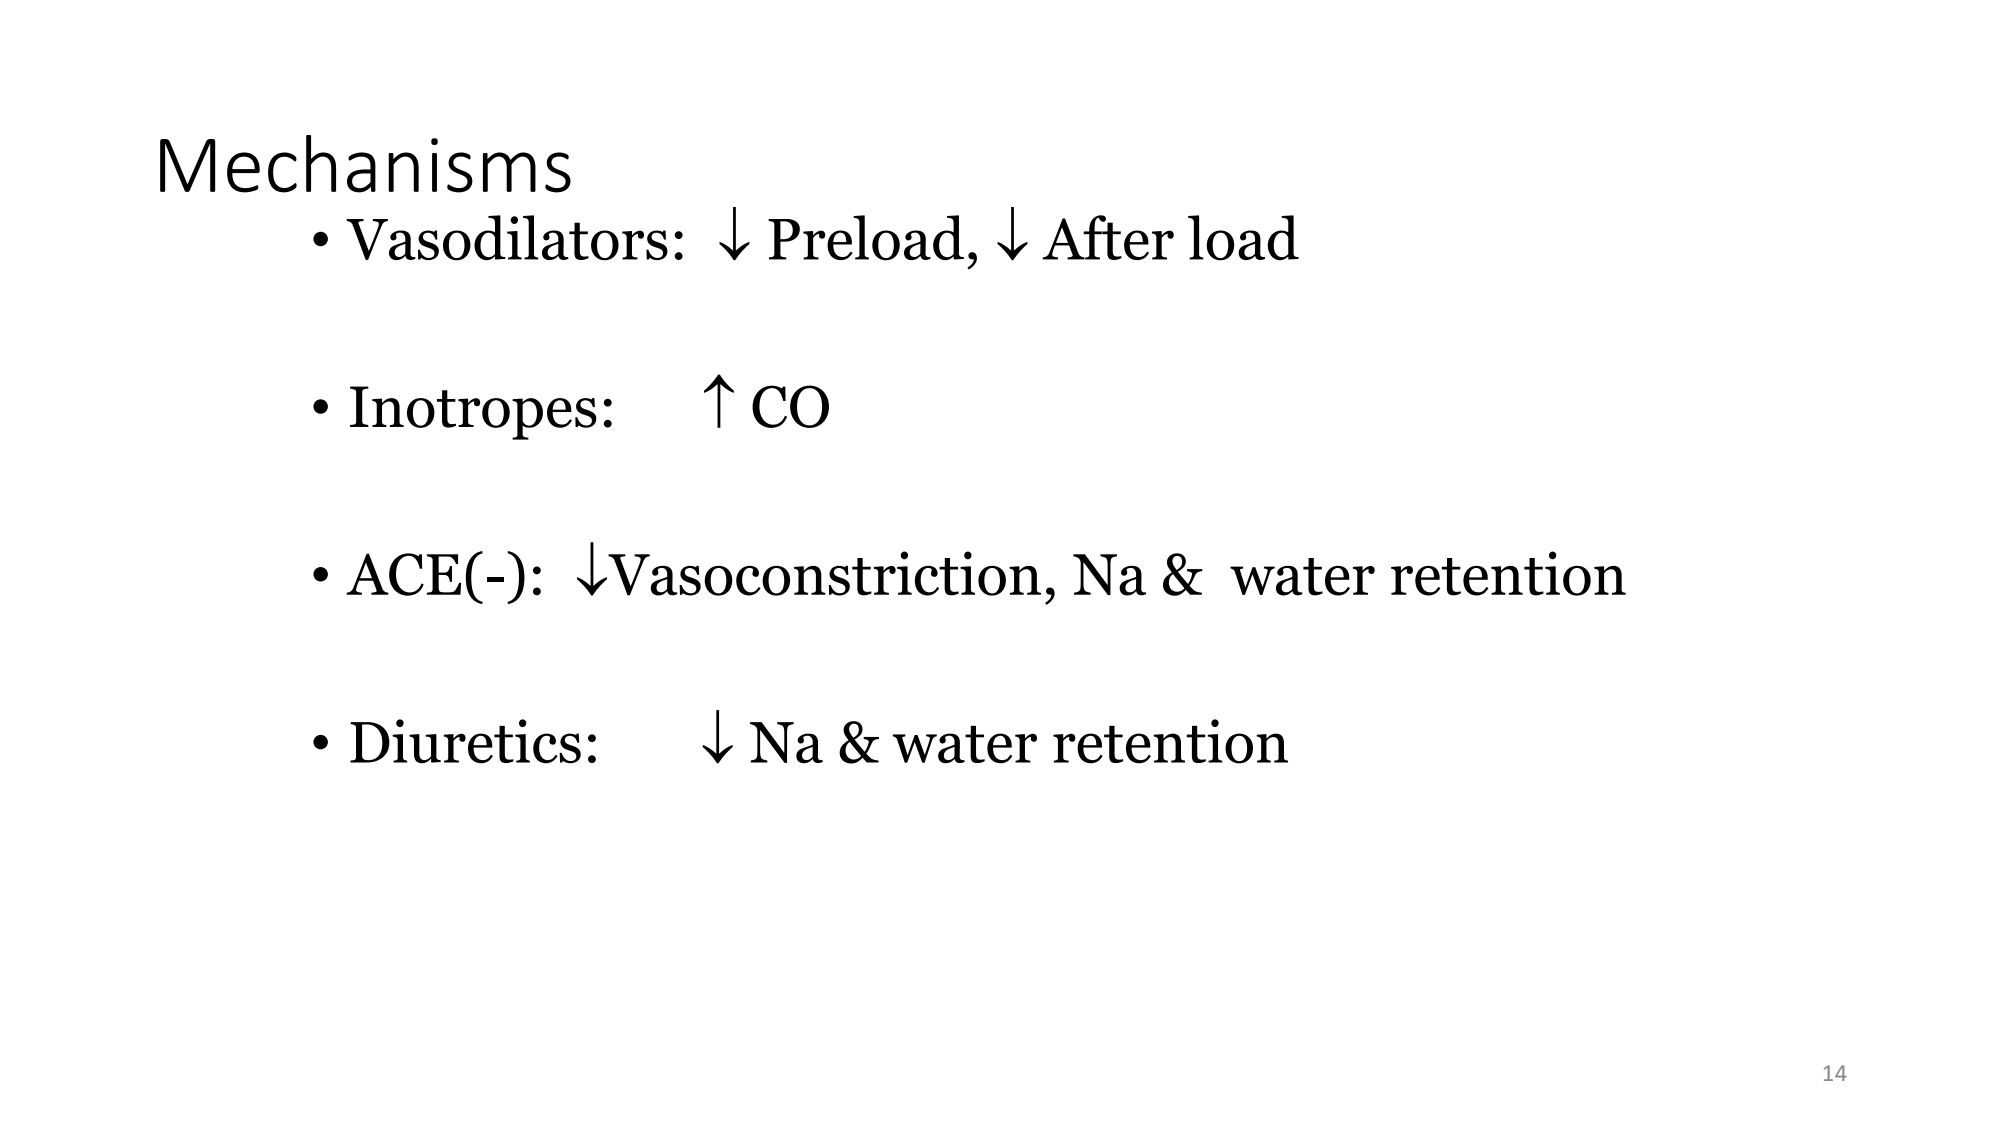 Mechanisms
• Vasodilators: ↓ Preload, ↓ After load
• Inotropes: ↑ CO
• ACE(-): ↓Vasoconstriction, Na & water retention
• Diuretics: ↓ Na & water retention
14